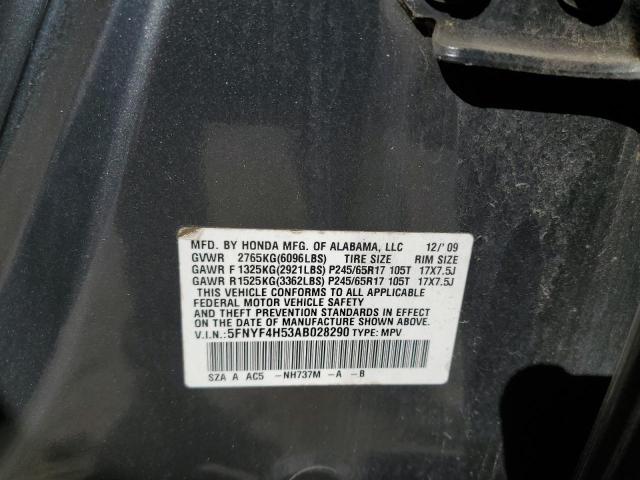 MFD. BY HONDA MFG. OF ALABAMA, LLC 12/'09
GVWR 2765KG(6096LBS) TIRE SIZE RIM SIZE
GAWR F 1325KG(2921LBS) P245/65R17 105T 17X7.5J
GAWR R 1525KG(3362LBS) P245/65R17 105T 17X7.5J
THIS VEHICLE CONFORMS TO ALL APPLICABLE
FEDERAL MOTOR VEHICLE SAFETY
AND THEFT PREVENTION STANDARDS IN EFFECT
ON THE DATE OF MANUFACTURE SHOWN ABOVE.
V.I.N.: 5FNYF4H53AB028290 TYPE: MPV
SZA A AC5 -NH737M -A -B